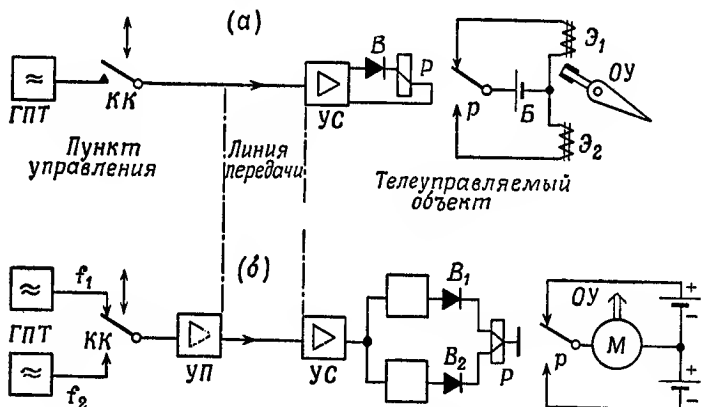 (а)
Э₁
В
Р
≈
КК
ОУ
р
Б
ГПТ
УС
Э₂
Пункт
управления
Линия
передачи
Телеуправляемый
объект
(б)
f₁
В₁
ОУ
+
−
≈
ГПТ
КК
р
М
≈
УП
УС
В₂
Р
+
−
f₂